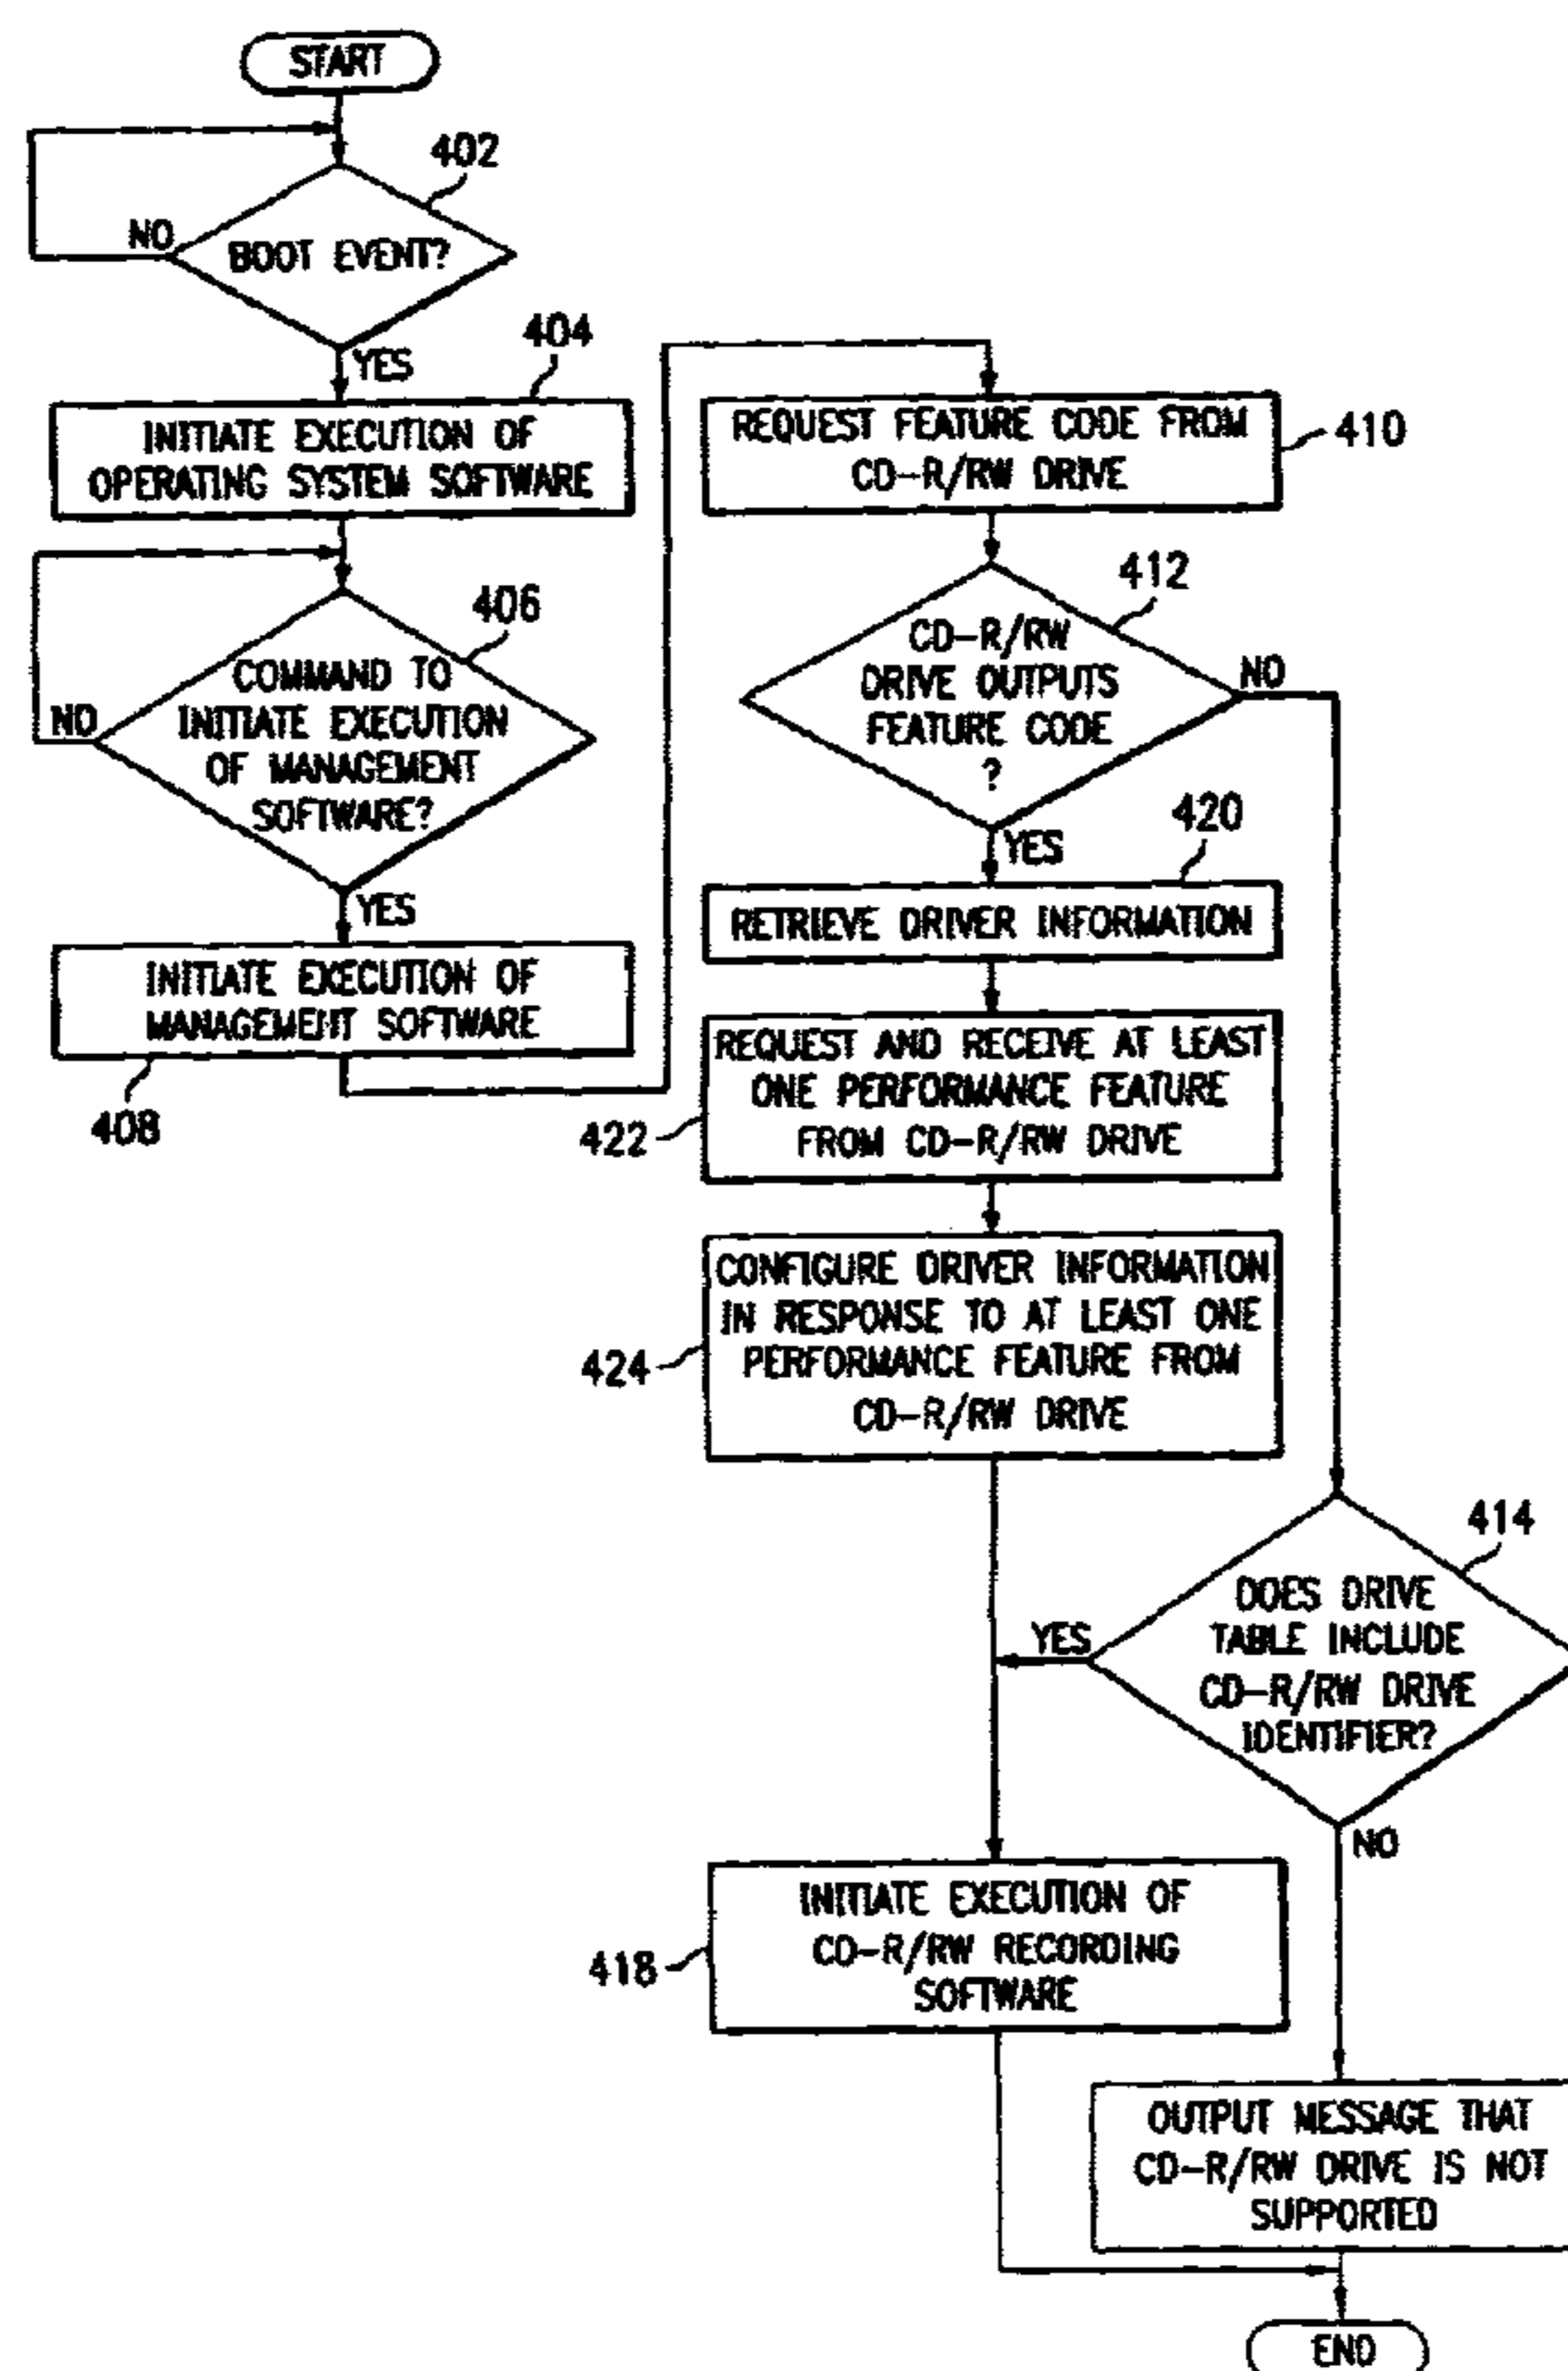 START
402
NO
BOOT EVENT?
YES
404
INITIATE EXECUTION OF
OPERATING SYSTEM SOFTWARE
406
NO
COMMAND TO
INITIATE EXECUTION
OF MANAGEMENT
SOFTWARE?
YES
INITIATE EXECUTION OF
MANAGEMENT SOFTWARE
408
REQUEST FEATURE CODE FROM
CD-R/RW DRIVE
410
412
CD-R/RW
DRIVE OUTPUTS
FEATURE CODE
?
NO
YES
420
RETRIEVE DRIVER INFORMATION
REQUEST AND RECEIVE AT LEAST
ONE PERFORMANCE FEATURE
FROM CD-R/RW DRIVE
422
CONFIGURE DRIVER INFORMATION
IN RESPONSE TO AT LEAST ONE
PERFORMANCE FEATURE FROM
CD-R/RW DRIVE
424
414
DOES DRIVE
TABLE INCLUDE
CD-R/RW DRIVE
IDENTIFIER?
YES
NO
INITIATE EXECUTION OF
CD-R/RW RECORDING
SOFTWARE
418
OUTPUT MESSAGE THAT
CD-R/RW DRIVE IS NOT
SUPPORTED
END